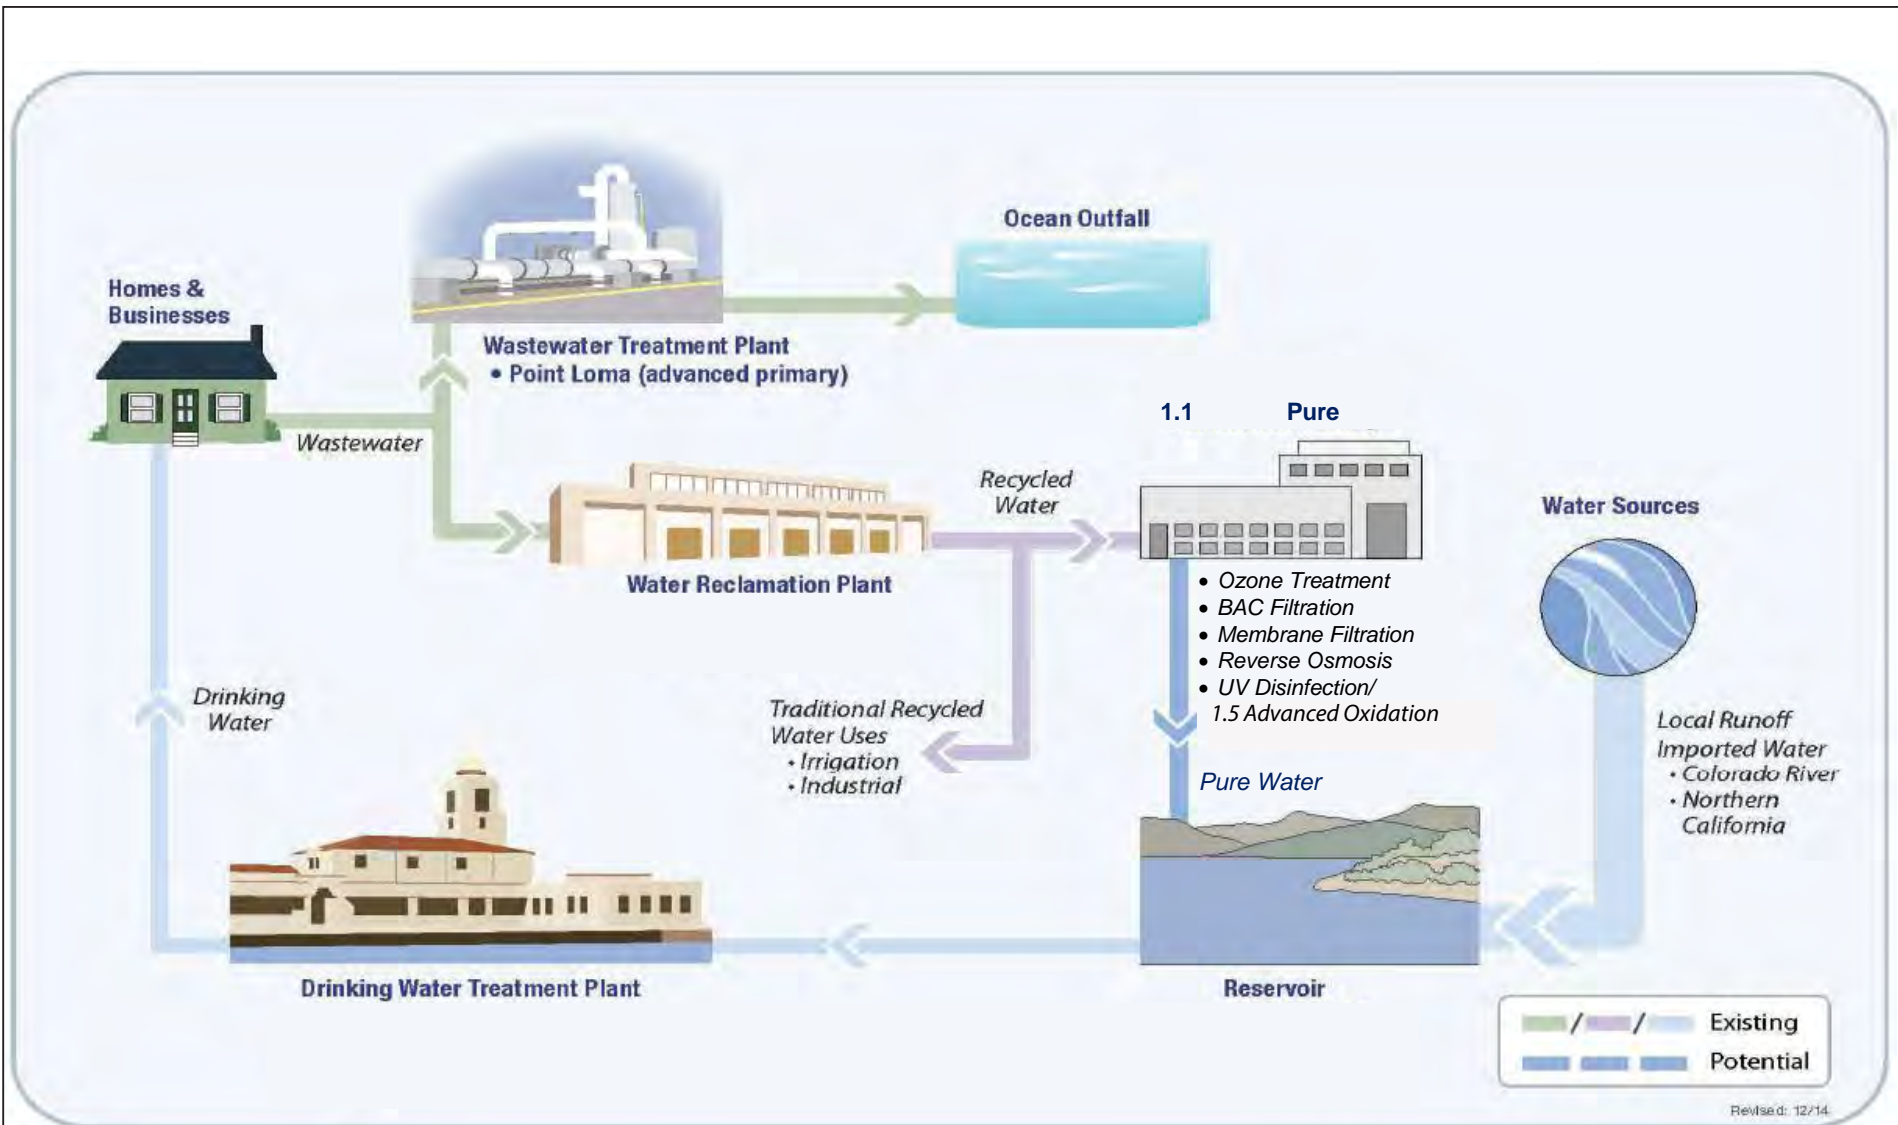 Ocean Outfall
Homes &
Businesses
Wastewater Treatment Plant
• Point Loma (advanced primary)
Wastewater
1.1 Pure
Recycled
Water
Water Sources
Water Reclamation Plant
• Ozone Treatment
• BAC Filtration
• Membrane Filtration
• Reverse Osmosis
• UV Disinfection/
1.5 Advanced Oxidation
Drinking
Water
Traditional Recycled
Water Uses
• Irrigation
• Industrial
Local Runoff
Imported Water
• Colorado River
• Northern
California
Pure Water
Drinking Water Treatment Plant
Reservoir
/ / Existing
Potential
Revised: 12/14